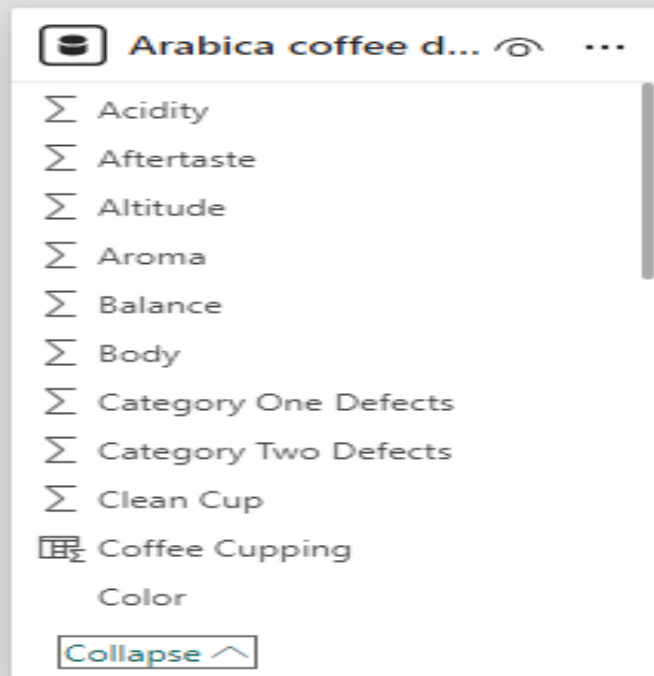 Arabica coffee d...
Acidity
Aftertaste
Altitude
Aroma
Balance
Body
Category One Defects
Category Two Defects
Clean Cup
Coffee Cupping
Color
Collapse